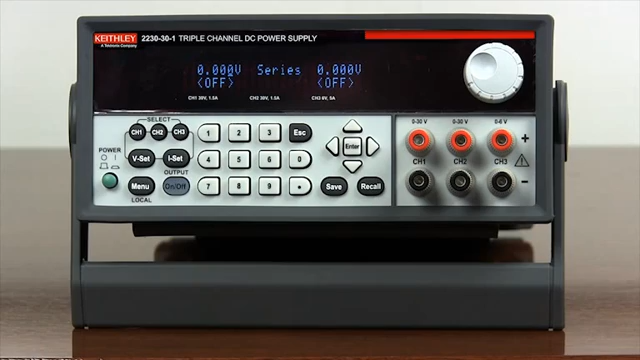 KEITHLEY
A Tektronix Company
2230-30-1 TRIPLE CHANNEL DC POWER SUPPLY
0.000V Series 0.000V
(OFF) (OFF)
CH1 30V, 1.5A CH2 30V, 1.5A CH3 6V, 5A
SELECT
CH1 CH2 CH3
1 2 3 Esc
0-30 V 0-30 V 0-6 V
POWER
V-Set I-Set
4 5 6 0
Enter
CH1 CH2 CH3
OUTPUT
Menu On/Off
7 8 9 .
Save Recall
LOCAL
+
-